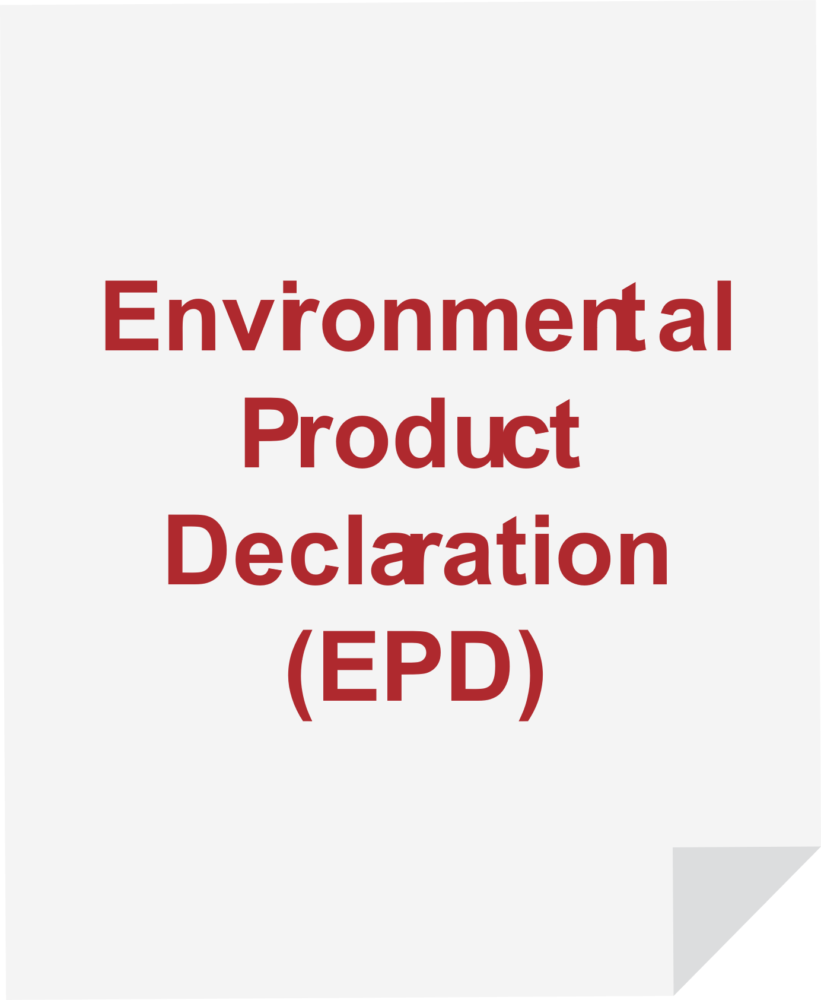 Environmental
Product
Declaration
(EPD)